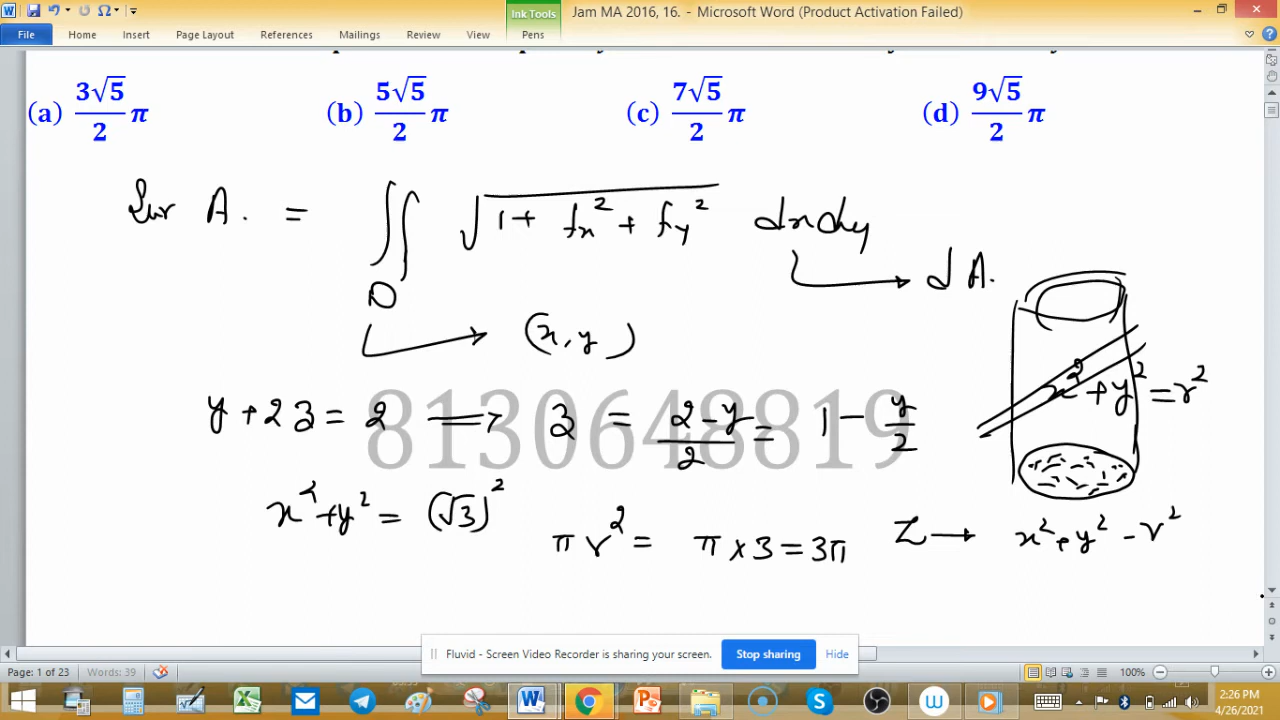 Ink Tools
Jam MA 2016, 16. - Microsoft Word (Product Activation Failed)
File Home Insert Page Layout References Mailings Review View Pens
(a) 3√5/2 π (b) 5√5/2 π (c) 7√5/2 π (d) 9√5/2 π
Sur A. = ∬_D √(1 + fx² + fy²) dxdy
→ dA.
→ (x, y)
x² + y² = r²
y + 2z = 2 ⟹ z = (2-y)/2 = 1 - y/2
8130648819
x² + y² = (√3)²
πr² = π × 3 = 3π
Z → x² + y² - r²
Fluvid - Screen Video Recorder is sharing your screen. Stop sharing Hide
Page: 1 of 23 Words: 39 100%
2:26 PM
4/26/2021